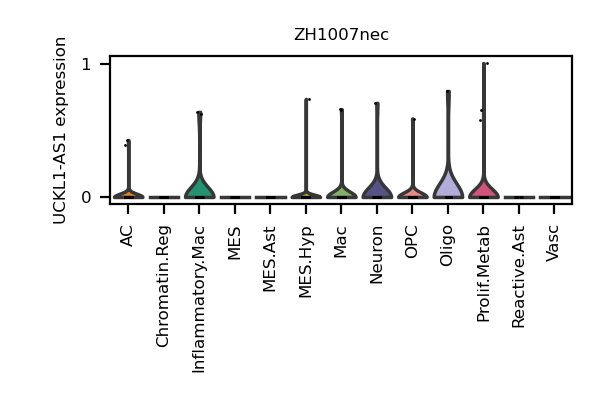 ZH1007nec
UCKL1-AS1 expression
1
0
AC
Chromatin.Reg
Inflammatory.Mac
MES
MES.Ast
MES.Hyp
Mac
Neuron
OPC
Oligo
Prolif.Metab
Reactive.Ast
Vasc